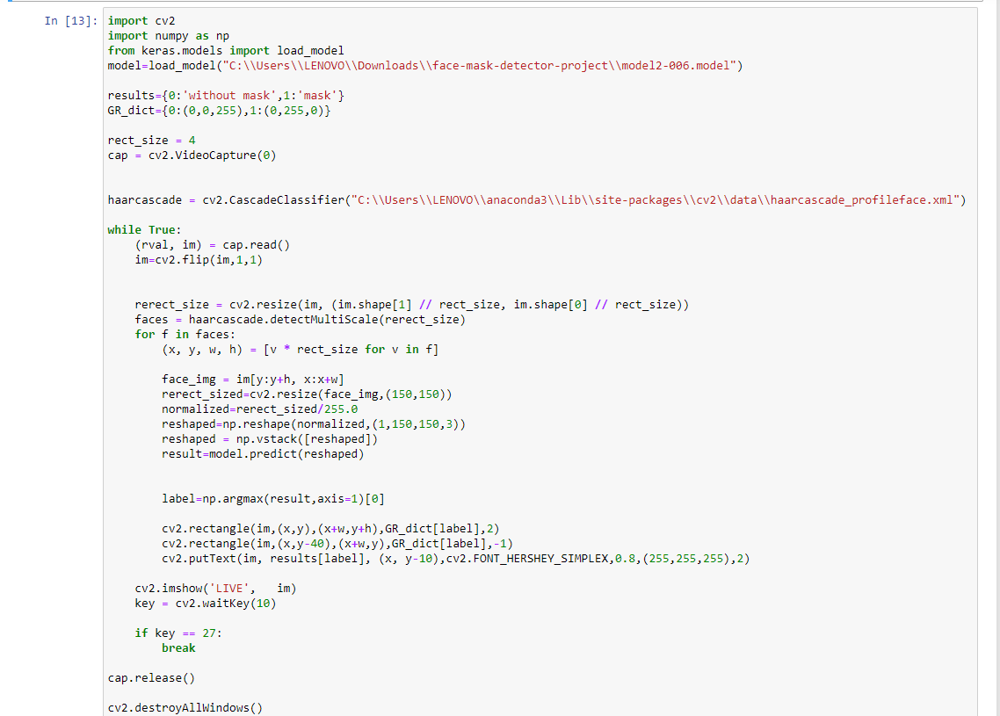 In [13]: import cv2
import numpy as np
from keras.models import load_model
model=load_model("C:\\Users\\LENOVO\\Downloads\\face-mask-detector-project\\model2-006.model")
results={0:'without mask',1:'mask'}
GR_dict={0:(0,0,255),1:(0,255,0)}
rect_size = 4
cap = cv2.VideoCapture(0)
haarcascade = cv2.CascadeClassifier("C:\\Users\\LENOVO\\anaconda3\\Lib\\site-packages\\cv2\\data\\haarcascade_profileface.xml")
while True:
    (rval, im) = cap.read()
    im=cv2.flip(im,1,1)
    rerect_size = cv2.resize(im, (im.shape[1] // rect_size, im.shape[0] // rect_size))
    faces = haarcascade.detectMultiScale(rerect_size)
    for f in faces:
        (x, y, w, h) = [v * rect_size for v in f]
        face_img = im[y:y+h, x:x+w]
        rerect_sized=cv2.resize(face_img,(150,150))
        normalized=rerect_sized/255.0
        reshaped=np.reshape(normalized,(1,150,150,3))
        reshaped = np.vstack([reshaped])
        result=model.predict(reshaped)
        label=np.argmax(result,axis=1)[0]
        cv2.rectangle(im,(x,y),(x+w,y+h),GR_dict[label],2)
        cv2.rectangle(im,(x,y-40),(x+w,y),GR_dict[label],-1)
        cv2.putText(im, results[label], (x, y-10),cv2.FONT_HERSHEY_SIMPLEX,0.8,(255,255,255),2)
    cv2.imshow('LIVE',   im)
    key = cv2.waitKey(10)
    if key == 27:
        break
cap.release()
cv2.destroyAllWindows()